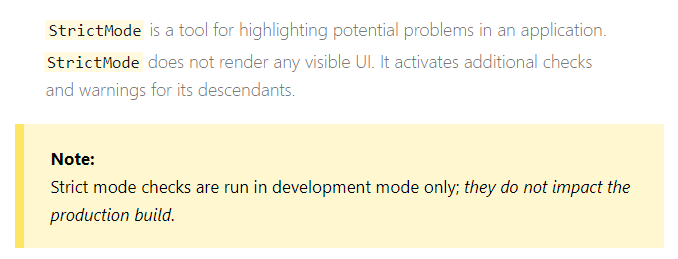 StrictMode is a tool for highlighting potential problems in an application.
StrictMode does not render any visible UI. It activates additional checks
and warnings for its descendants.
Note:
Strict mode checks are run in development mode only; they do not impact the
production build.